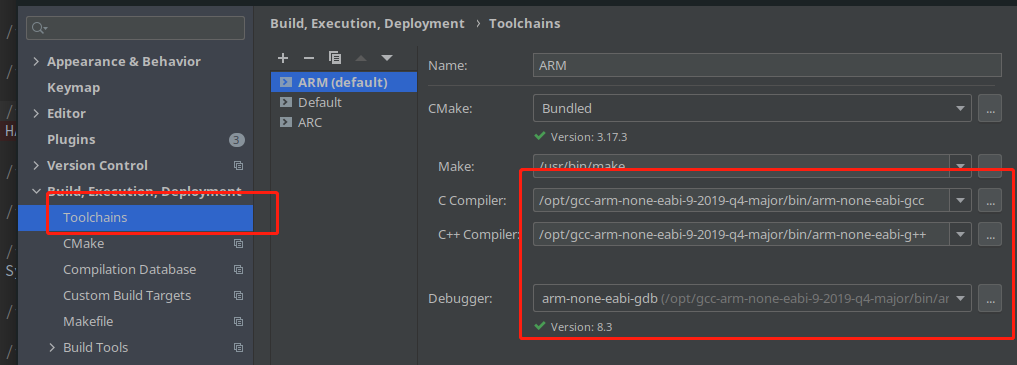 Build, Execution, Deployment › Toolchains
Appearance & Behavior
Keymap
Editor
Plugins 3
Version Control
Build, Execution, Deployment
Toolchains
CMake
Compilation Database
Custom Build Targets
Makefile
Build Tools
ARM (default)
Default
ARC
Name: ARM
CMake: Bundled ...
Version: 3.17.3
Make: /usr/bin/make ...
C Compiler: /opt/gcc-arm-none-eabi-9-2019-q4-major/bin/arm-none-eabi-gcc ...
C++ Compiler: /opt/gcc-arm-none-eabi-9-2019-q4-major/bin/arm-none-eabi-g++ ...
Debugger: arm-none-eabi-gdb (/opt/gcc-arm-none-eabi-9-2019-q4-major/bin/ar ...
Version: 8.3